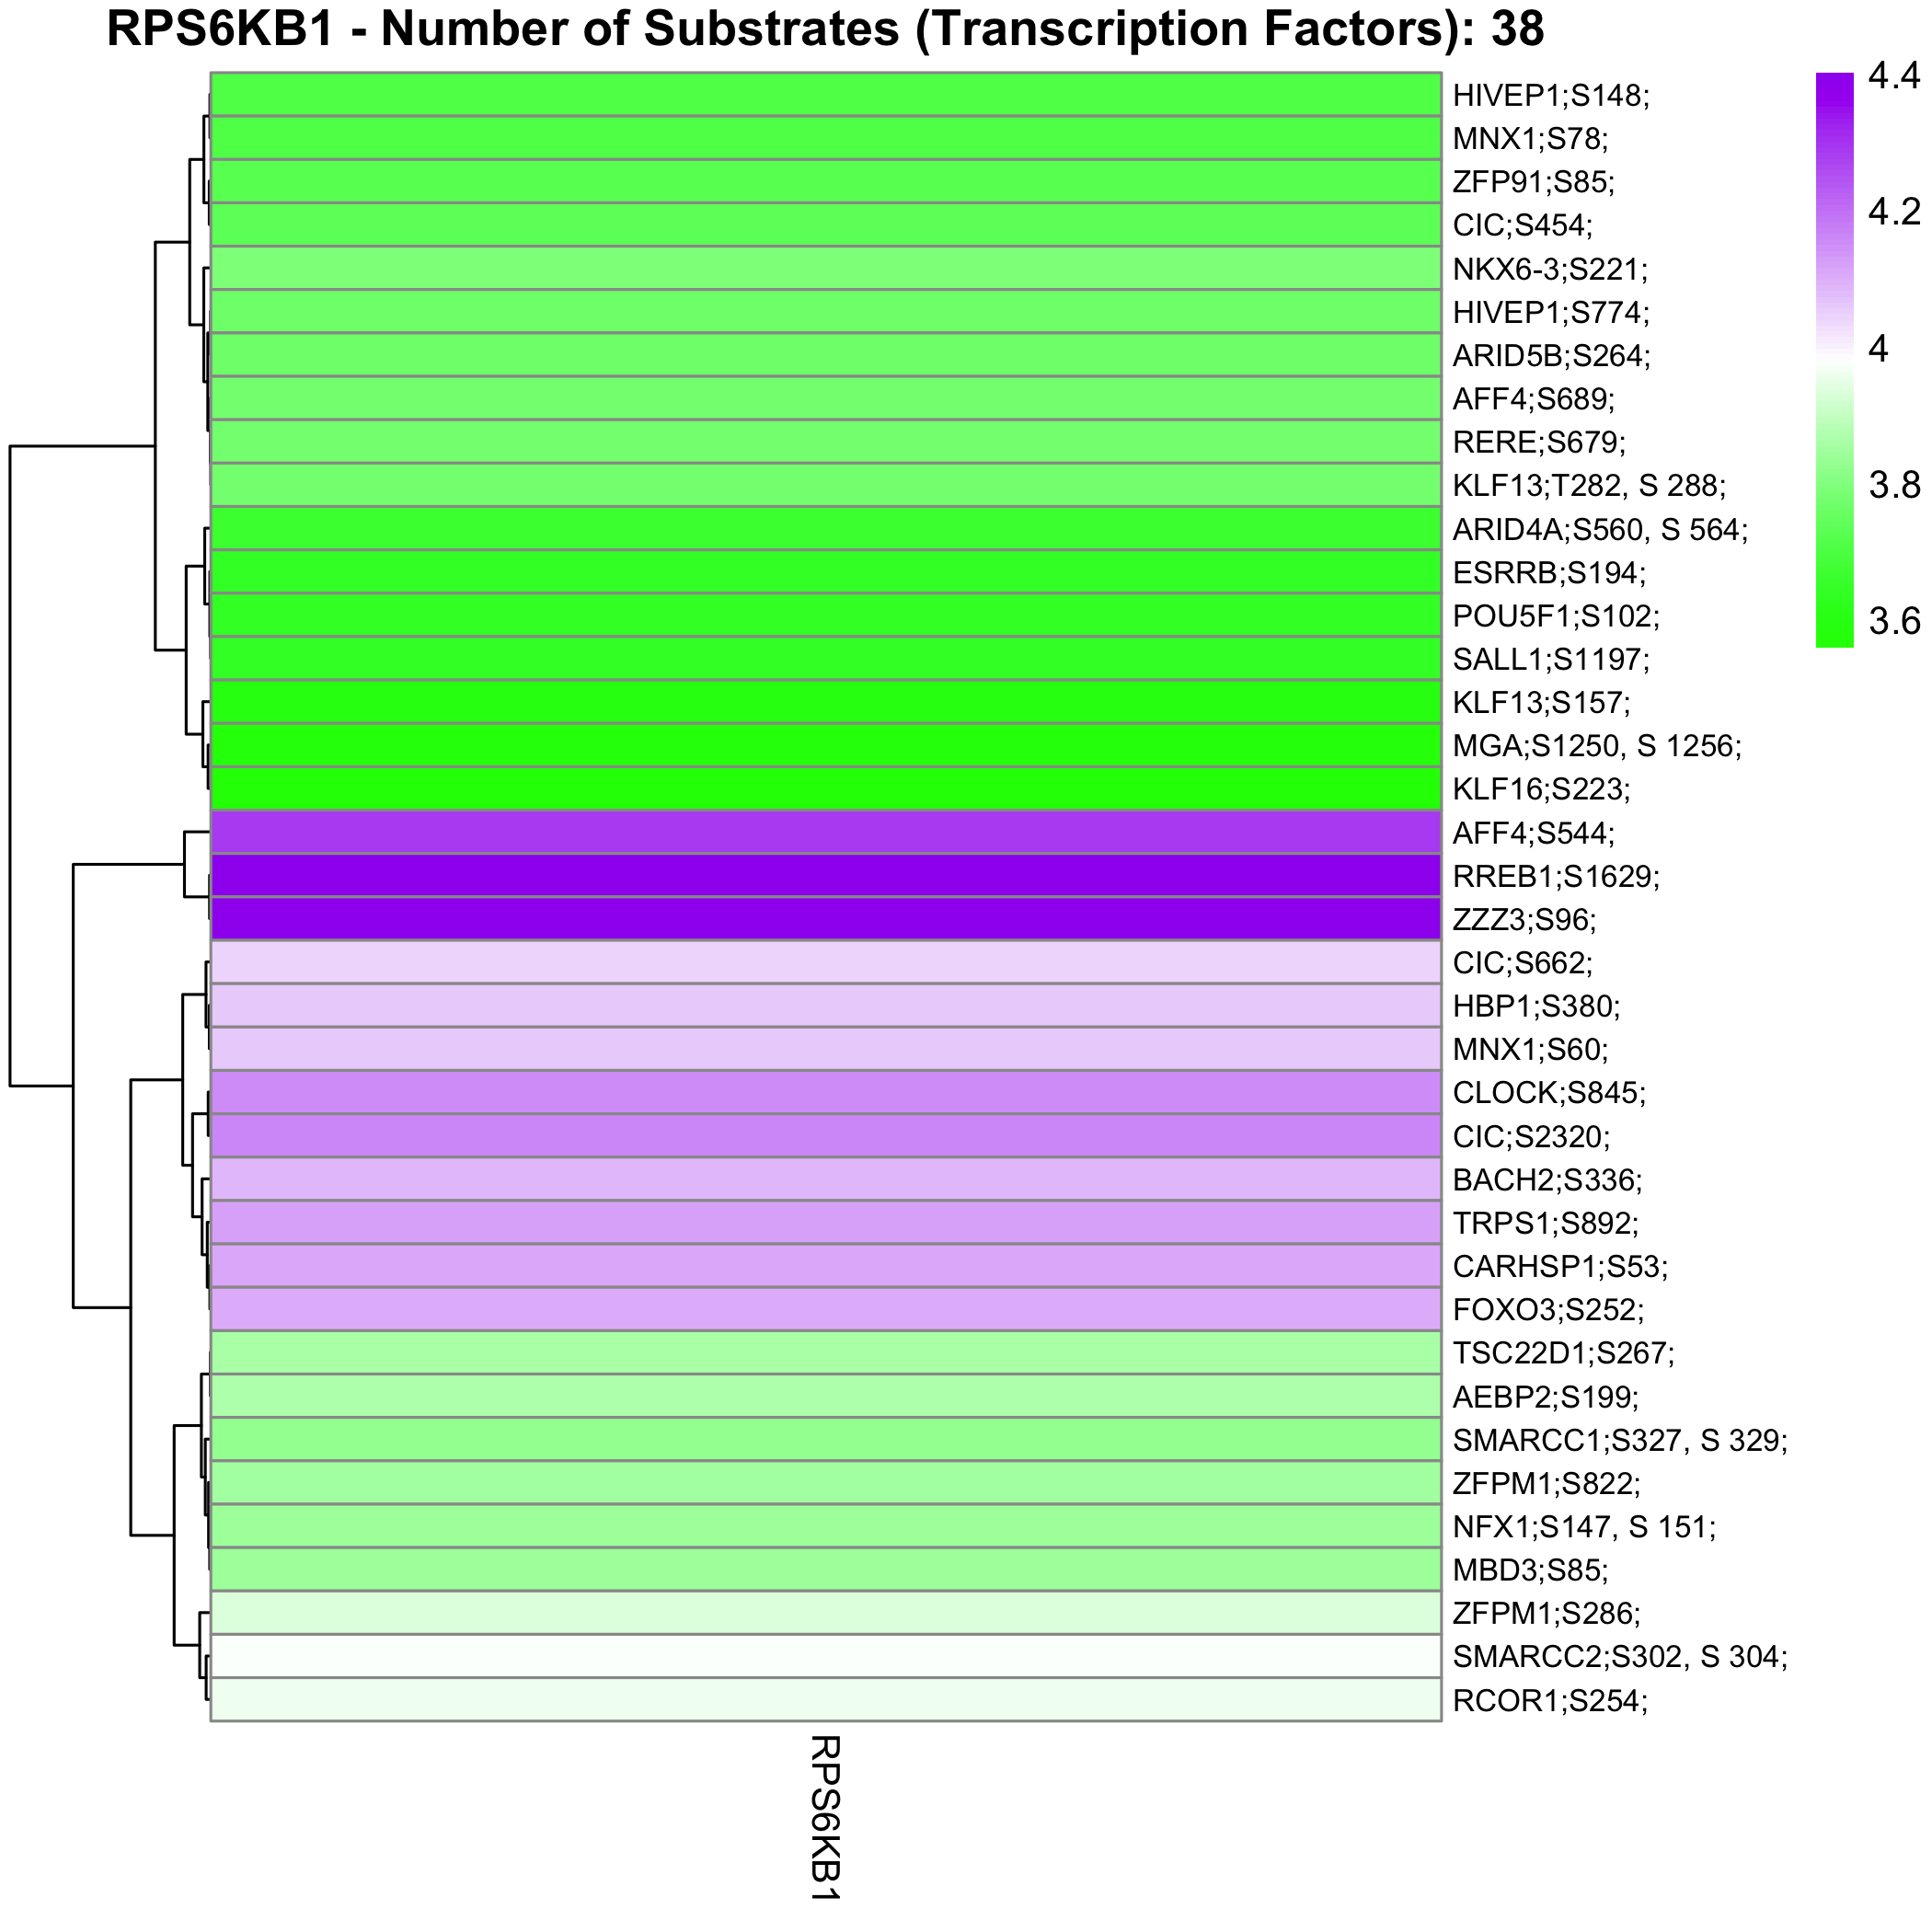 RPS6KB1 - Number of Substrates (Transcription Factors): 38
HIVEP1;S148;
MNX1;S78;
ZFP91;S85;
CIC;S454;
NKX6-3;S221;
HIVEP1;S774;
ARID5B;S264;
AFF4;S689;
RERE;S679;
KLF13;T282, S 288;
ARID4A;S560, S 564;
ESRRB;S194;
POU5F1;S102;
SALL1;S1197;
KLF13;S157;
MGA;S1250, S 1256;
KLF16;S223;
AFF4;S544;
RREB1;S1629;
ZZZ3;S96;
CIC;S662;
HBP1;S380;
MNX1;S60;
CLOCK;S845;
CIC;S2320;
BACH2;S336;
TRPS1;S892;
CARHSP1;S53;
FOXO3;S252;
TSC22D1;S267;
AEBP2;S199;
SMARCC1;S327, S 329;
ZFPM1;S822;
NFX1;S147, S 151;
MBD3;S85;
ZFPM1;S286;
SMARCC2;S302, S 304;
RCOR1;S254;
4.4
4.2
4
3.8
3.6
RPS6KB1